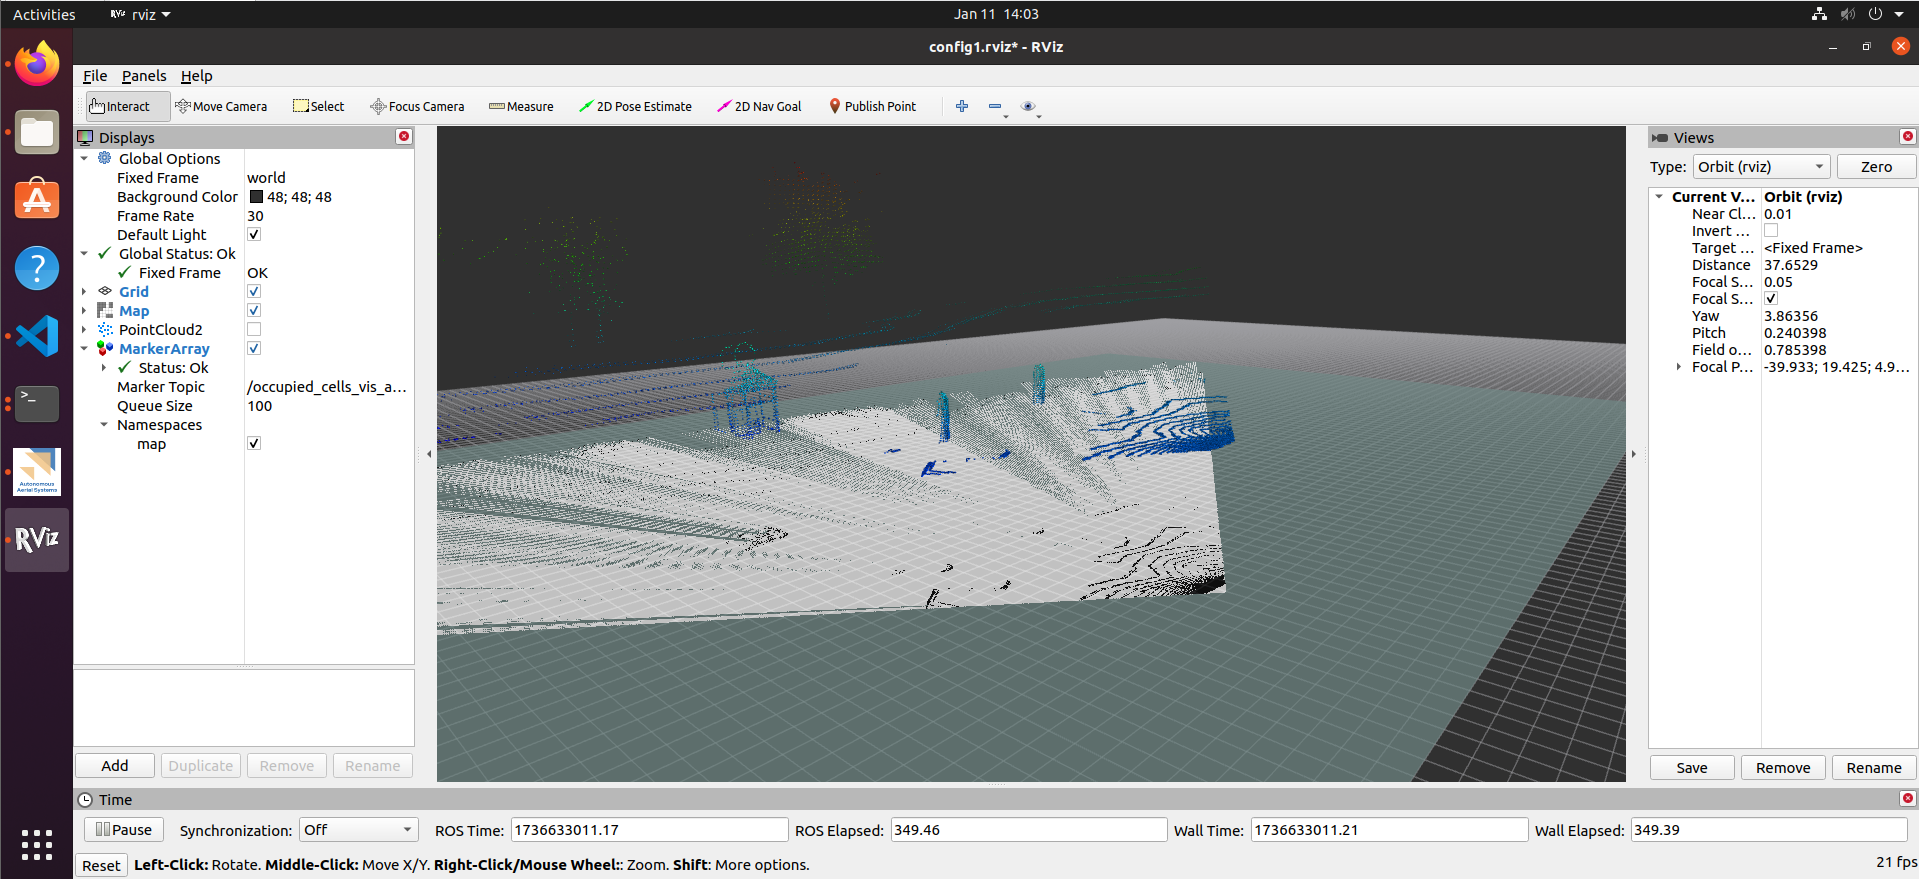 Activities
RViz rviz
Jan 11 14:03
config1.rviz* - RViz
File Panels Help
Interact Move Camera Select Focus Camera Measure 2D Pose Estimate 2D Nav Goal Publish Point
Displays
Global Options
Fixed Frame world
Background Color 48; 48; 48
Frame Rate 30
Default Light
Global Status: Ok
Fixed Frame OK
Grid
Map
PointCloud2
MarkerArray
Status: Ok
Marker Topic /occupied_cells_vis_a...
Queue Size 100
Namespaces
map
Add Duplicate Remove Rename
Autonomous
Aerial Systems
RViz
Views
Type: Orbit (rviz) Zero
Current V... Orbit (rviz)
Near Cl... 0.01
Invert ...
Target ... <Fixed Frame>
Distance 37.6529
Focal S... 0.05
Focal S...
Yaw 3.86356
Pitch 0.240398
Field o... 0.785398
Focal P... -39.933; 19.425; 4.9...
Save Remove Rename
Time
Pause Synchronization: Off ROS Time: 1736633011.17 ROS Elapsed: 349.46 Wall Time: 1736633011.21 Wall Elapsed: 349.39
Reset Left-Click: Rotate. Middle-Click: Move X/Y. Right-Click/Mouse Wheel:: Zoom. Shift: More options.
21 fps